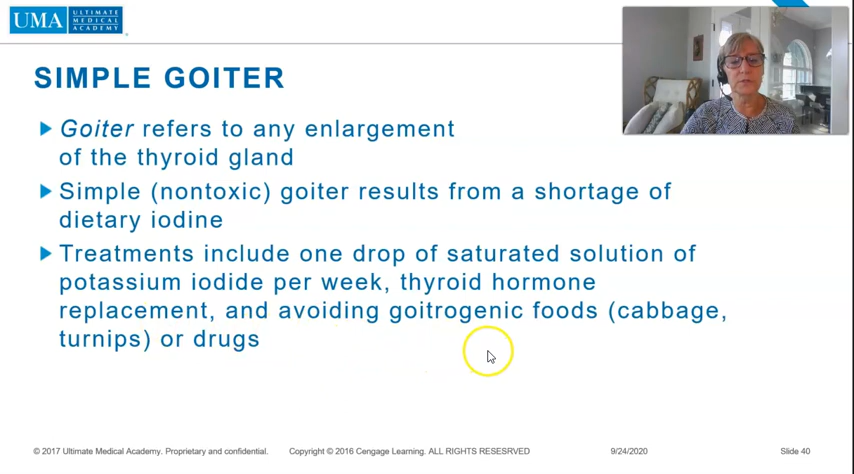 UMA ULTIMATE
MEDICAL
ACADEMY
SIMPLE GOITER
Goiter refers to any enlargement
of the thyroid gland
Simple (nontoxic) goiter results from a shortage of
dietary iodine
Treatments include one drop of saturated solution of
potassium iodide per week, thyroid hormone
replacement, and avoiding goitrogenic foods (cabbage,
turnips) or drugs
© 2017 Ultimate Medical Academy. Proprietary and confidential. Copyright © 2016 Cengage Learning. ALL RIGHTS RESESRVED 9/24/2020 Slide 40